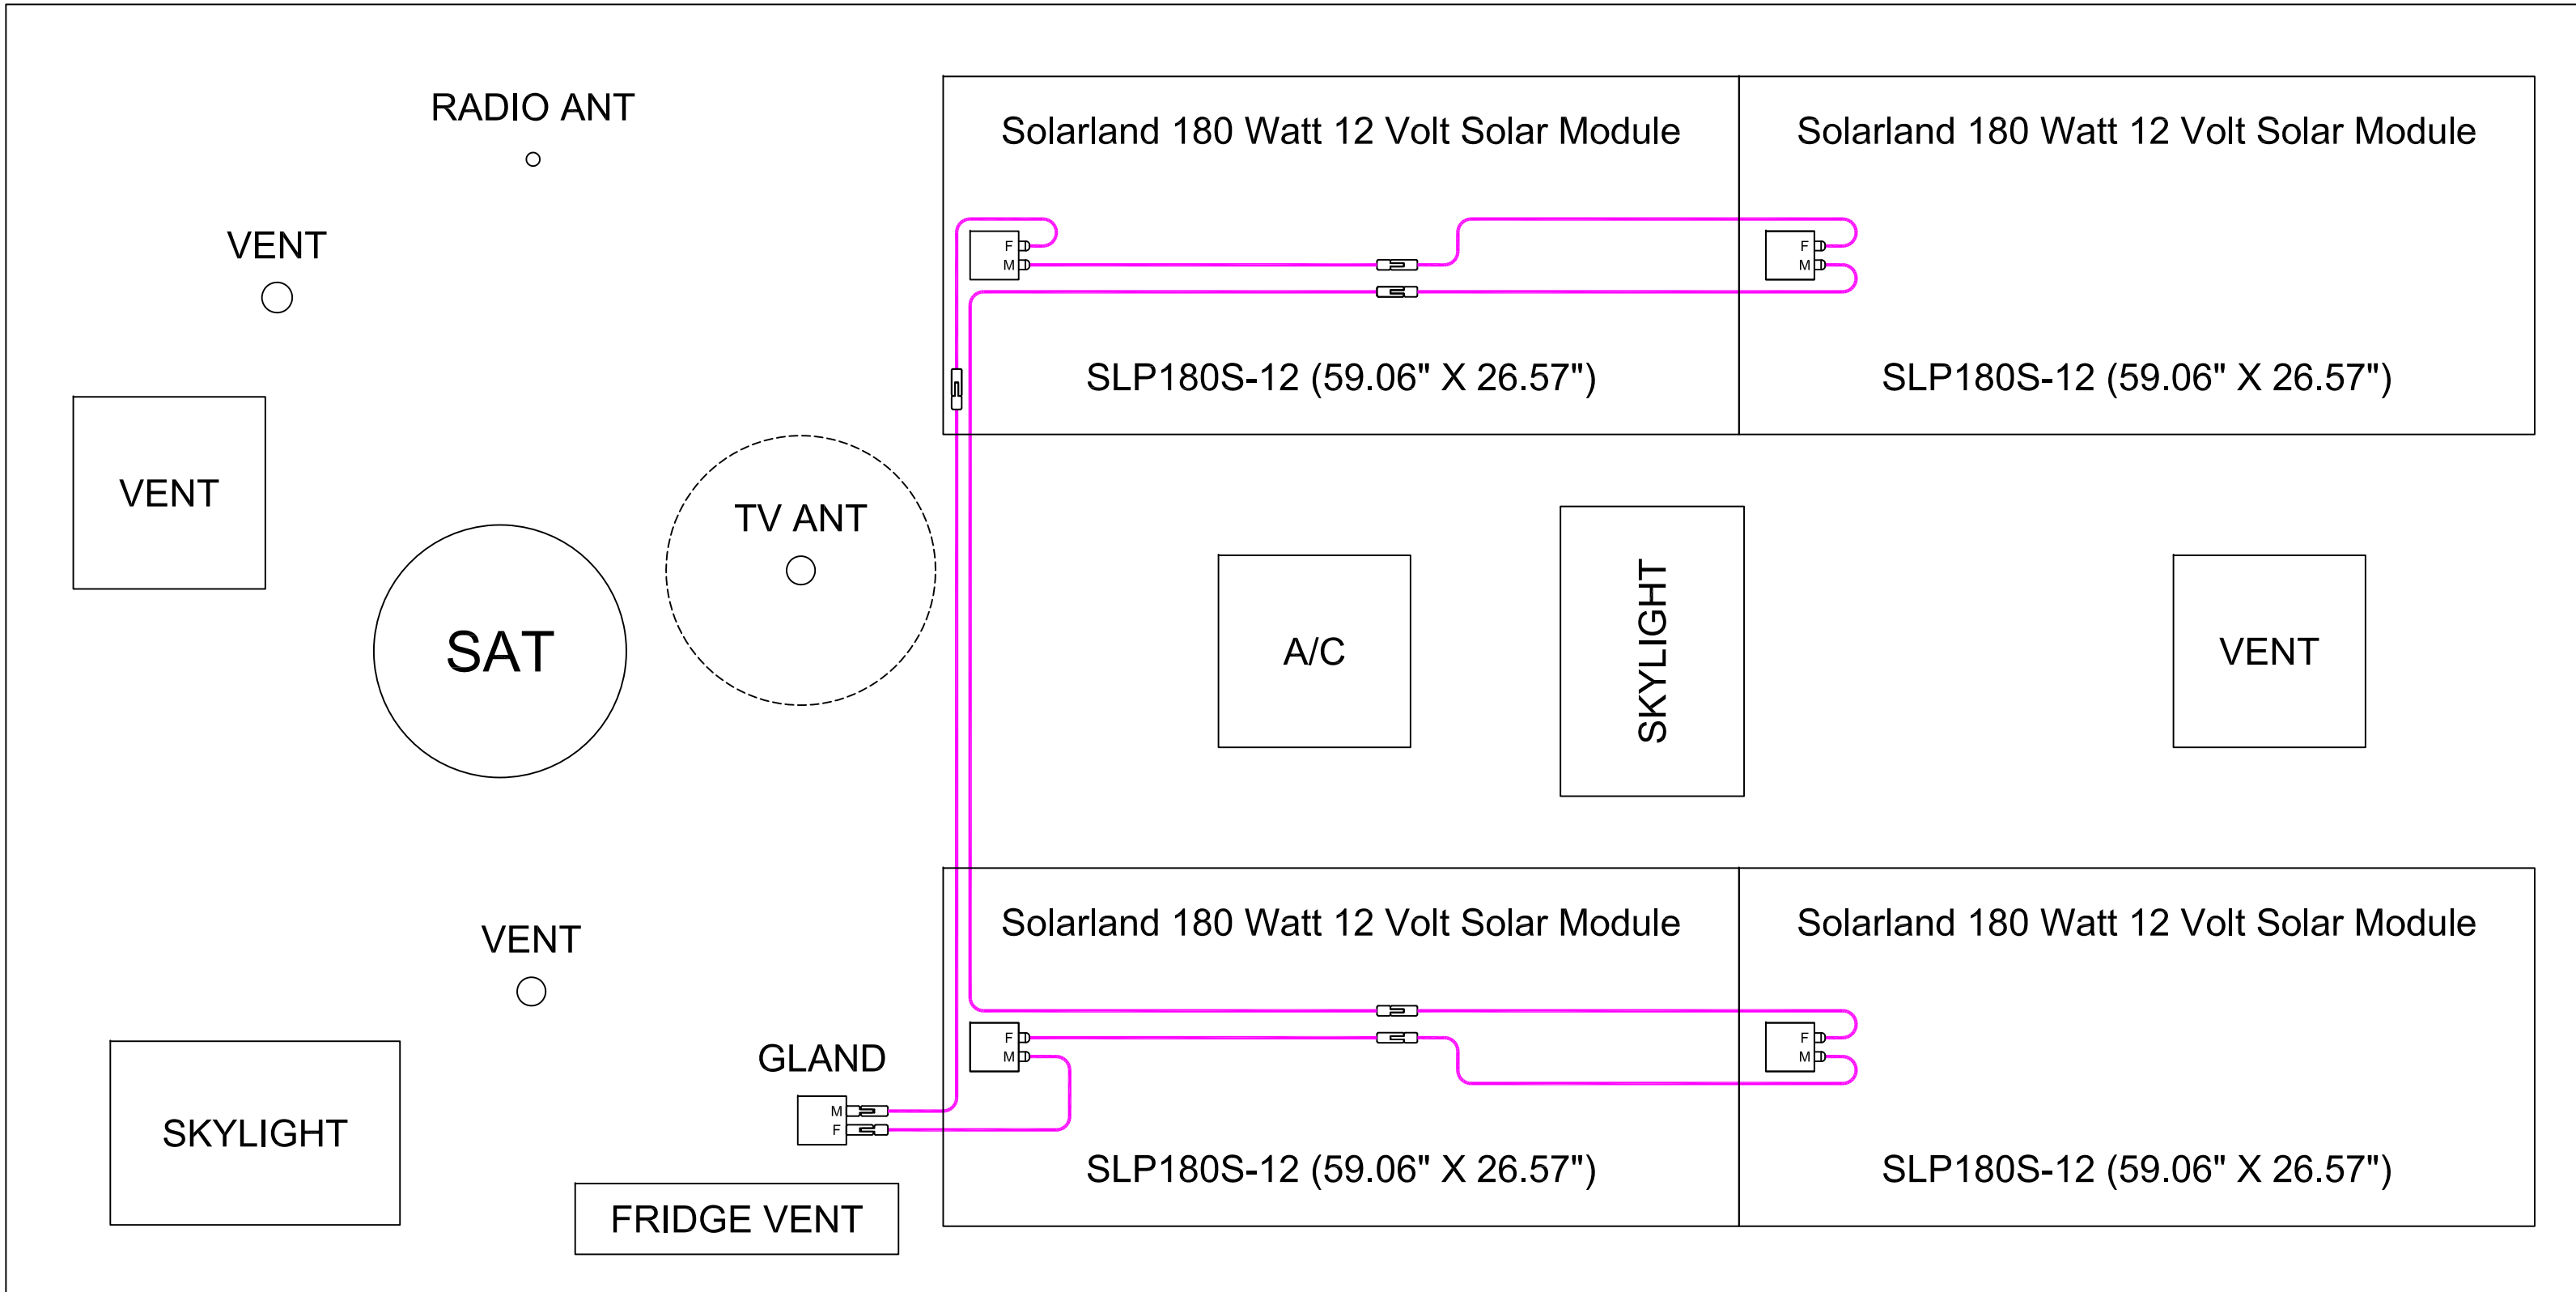 RADIO ANT
Solarland 180 Watt 12 Volt Solar Module
Solarland 180 Watt 12 Volt Solar Module
VENT
F
M
F
M
SLP180S-12 (59.06" X 26.57")
SLP180S-12 (59.06" X 26.57")
VENT
TV ANT
SAT
A/C
SKYLIGHT
VENT
Solarland 180 Watt 12 Volt Solar Module
Solarland 180 Watt 12 Volt Solar Module
VENT
F
M
F
M
GLAND
M
F
SKYLIGHT
SLP180S-12 (59.06" X 26.57")
SLP180S-12 (59.06" X 26.57")
FRIDGE VENT